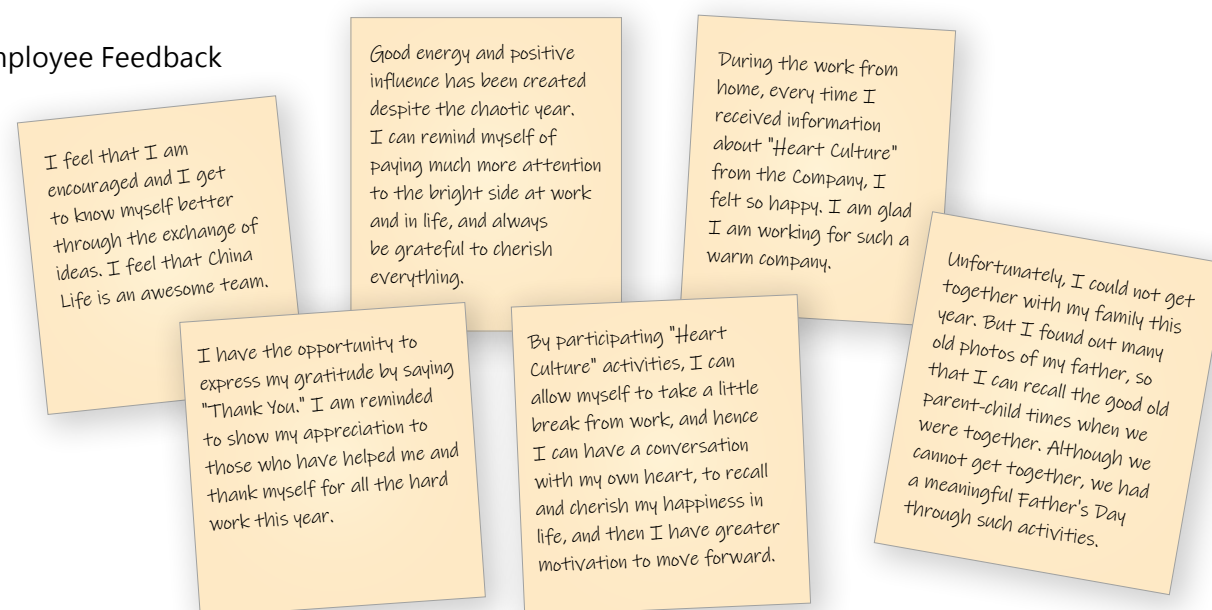 mployee Feedback
I feel that I am
encouraged and I get
to know myself better
through the exchange of
ideas. I feel that China
Life is an awesome team.
Good energy and positive
influence has been created
despite the chaotic year.
I can remind myself of
paying much more attention
to the bright side at work
and in life, and always
be grateful to cherish
everything.
During the work from
home, every time I
received information
about "Heart Culture"
from the Company, I
felt so happy. I am glad
I am working for such a
warm company.
I have the opportunity to
express my gratitude by saying
"Thank You." I am reminded
to show my appreciation to
those who have helped me and
thank myself for all the hard
work this year.
By participating "Heart
Culture" activities, I can
allow myself to take a little
break from work, and hence
I can have a conversation
with my own heart, to recall
and cherish my happiness in
life, and then I have greater
motivation to move forward.
Unfortunately, I could not get
together with my family this
year. But I found out many
old photos of my father, so
that I can recall the good old
parent-child times when we
were together. Although we
cannot get together, we had
a meaningful Father's Day
through such activities.